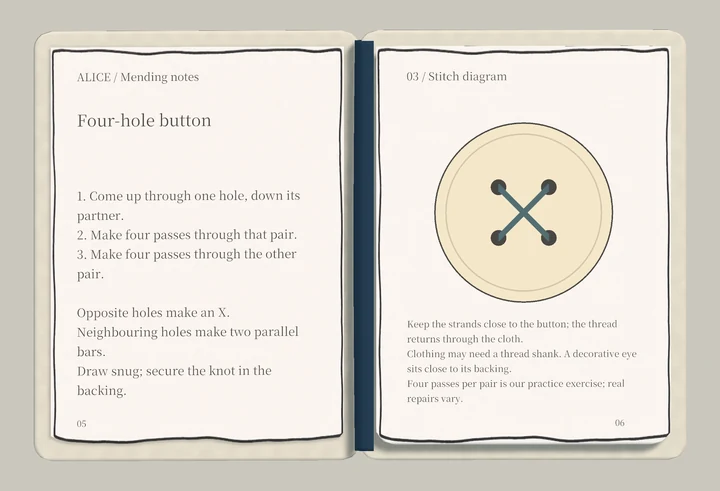 ALICE / Mending notes
Four-hole button
1. Come up through one hole, down its
partner.
2. Make four passes through that pair.
3. Make four passes through the other
pair.
Opposite holes make an X.
Neighbouring holes make two parallel
bars.
Draw snug; secure the knot in the
backing.
05
03 / Stitch diagram
Keep the strands close to the button; the thread
returns through the cloth.
Clothing may need a thread shank. A decorative eye
sits close to its backing.
Four passes per pair is our practice exercise; real
repairs vary.
06